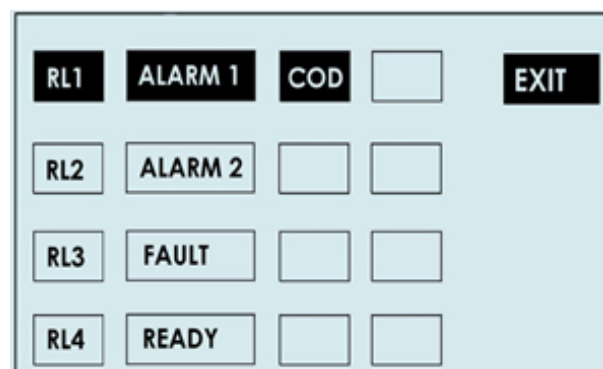 RL1 ALARM 1 COD EXIT
RL2 ALARM 2
RL3 FAULT
RL4 READY